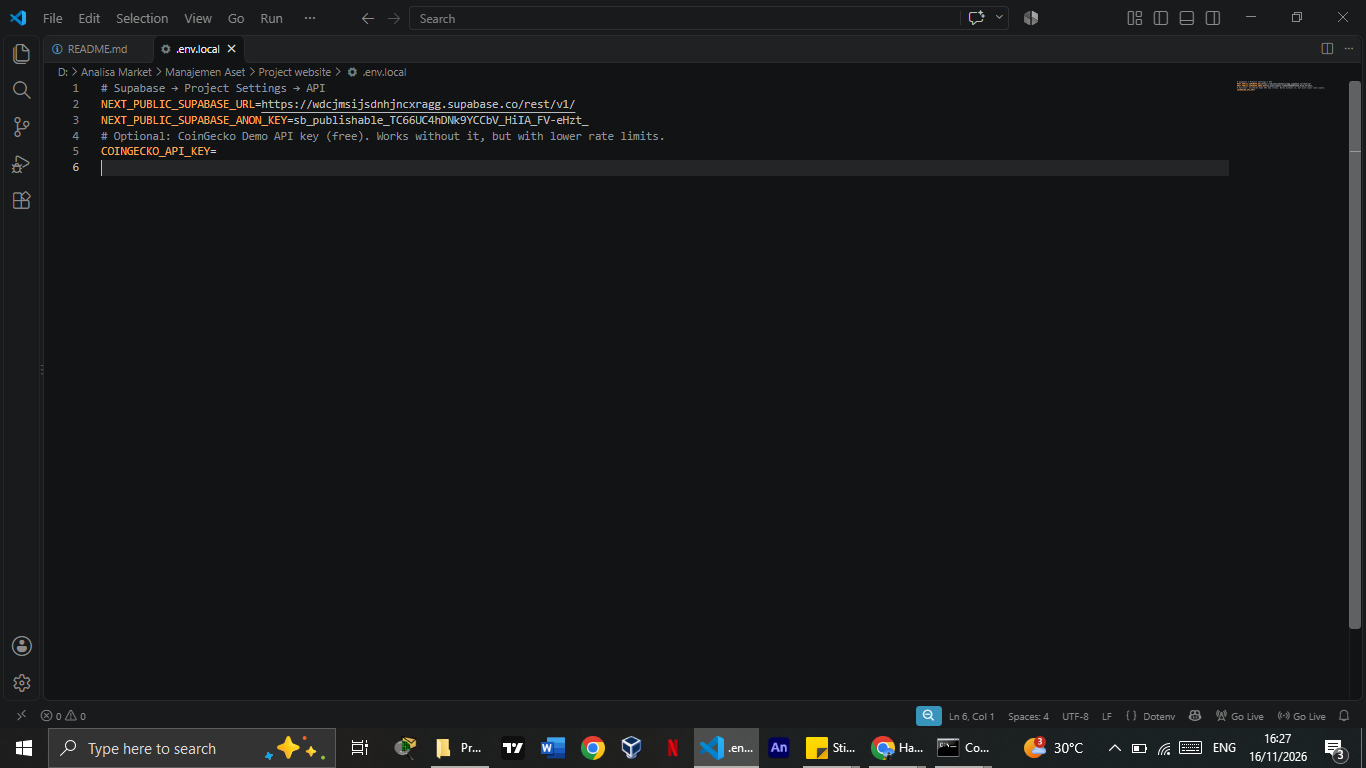 File Edit Selection View Go Run ···
Search
README.md
.env.local
D: > Analisa Market > Manajemen Aset > Project website > .env.local
1 # Supabase → Project Settings → API
2 NEXT_PUBLIC_SUPABASE_URL=https://wdcjmsijsdnhjncxragg.supabase.co/rest/v1/
3 NEXT_PUBLIC_SUPABASE_ANON_KEY=sb_publishable_TC66UC4hDNk9YCCbV_HiIA_FV-eHzt_
4 # Optional: CoinGecko Demo API key (free). Works without it, but with lower rate limits.
5 COINGECKO_API_KEY=
6
0 0 Ln 6, Col 1 Spaces: 4 UTF-8 LF { } Dotenv Go Live Go Live
Type here to search
Pr...
W
N
.en...
An
Sti...
Ha...
Co...
3
30°C
ENG
16:27
16/11/2026
3